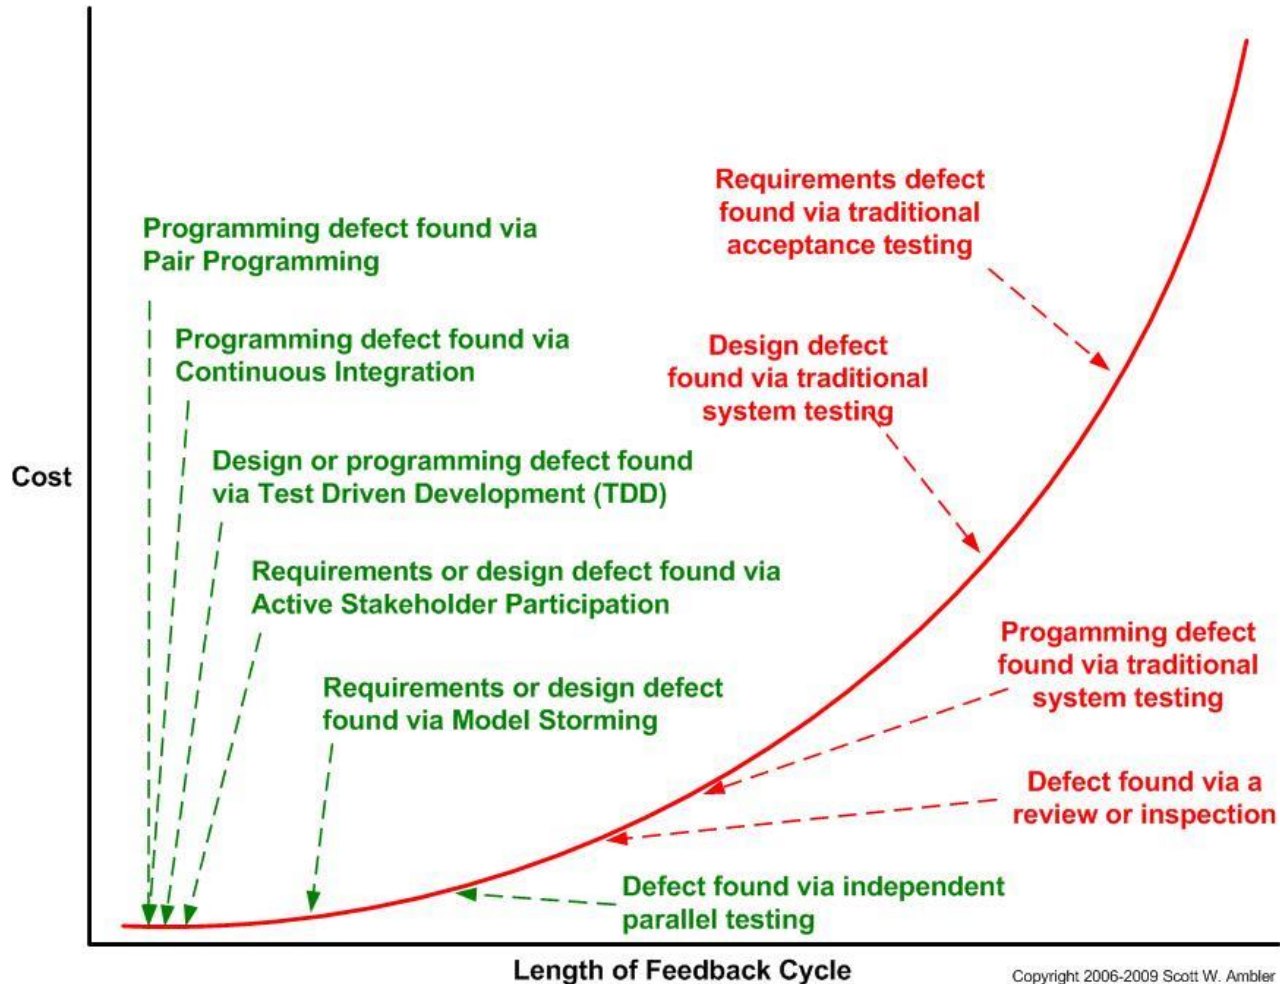 Programming defect found via
Pair Programming
Programming defect found via
Continuous Integration
Design or programming defect found
via Test Driven Development (TDD)
Requirements or design defect found via
Active Stakeholder Participation
Requirements or design defect
found via Model Storming
Defect found via independent
parallel testing
Requirements defect
found via traditional
acceptance testing
Design defect
found via traditional
system testing
Progamming defect
found via traditional
system testing
Defect found via a
review or inspection
Cost
Length of Feedback Cycle
Copyright 2006-2009 Scott W. Ambler